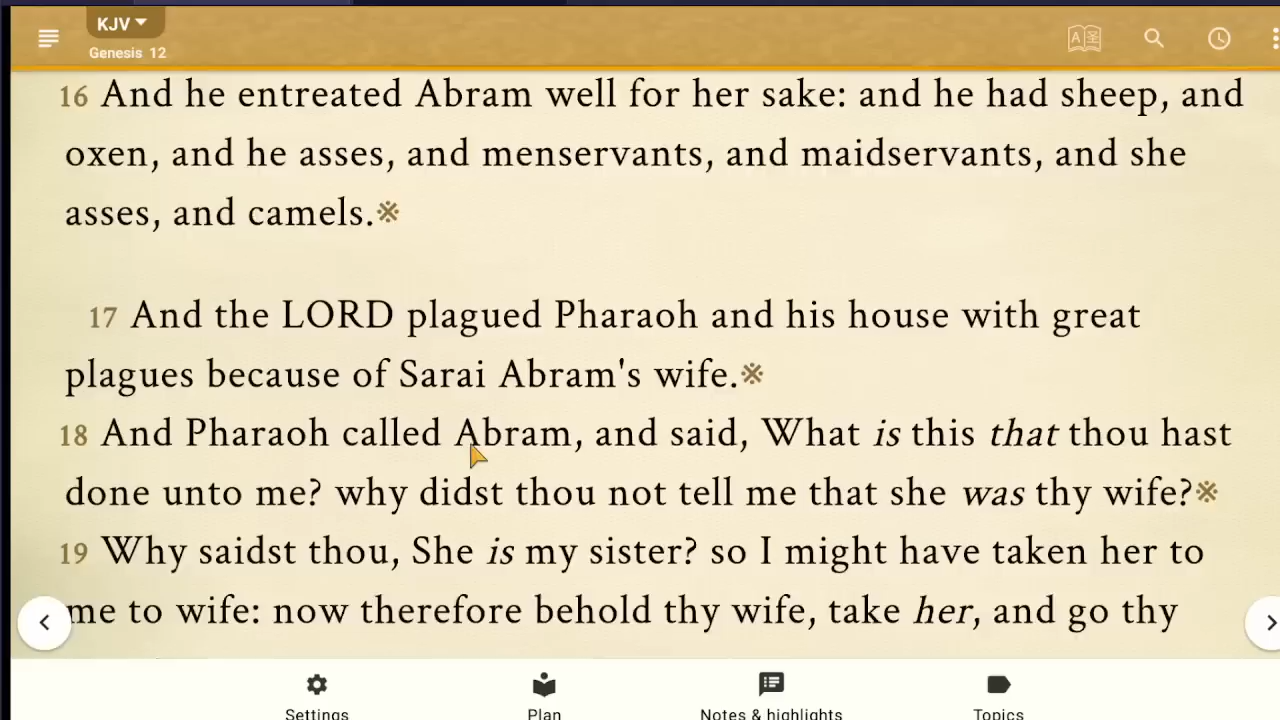 KJV
Genesis 12
16 And he entreated Abram well for her sake: and he had sheep, and
oxen, and he asses, and menservants, and maidservants, and she
asses, and camels.※
17 And the LORD plagued Pharaoh and his house with great
plagues because of Sarai Abram's wife.※
18 And Pharaoh called Abram, and said, What is this that thou hast
done unto me? why didst thou not tell me that she was thy wife?※
19 Why saidst thou, She is my sister? so I might have taken her to
me to wife: now therefore behold thy wife, take her, and go thy
Settings Plan Notes & highlights Topics